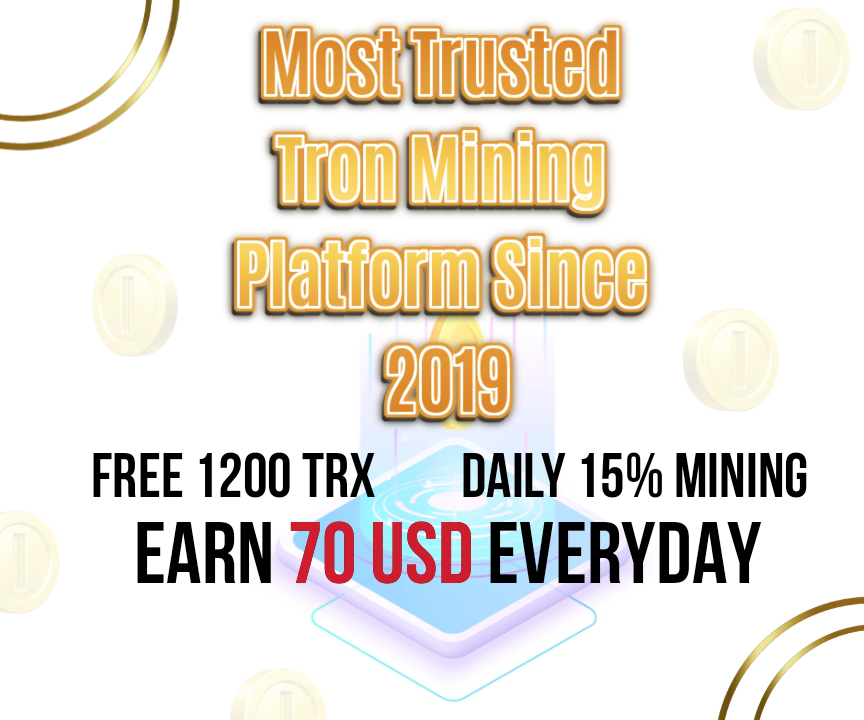 Most Trusted
Tron Mining
Platform Since
2019
FREE 1200 TRX DAILY 15% MINING
EARN 70 USD EVERYDAY